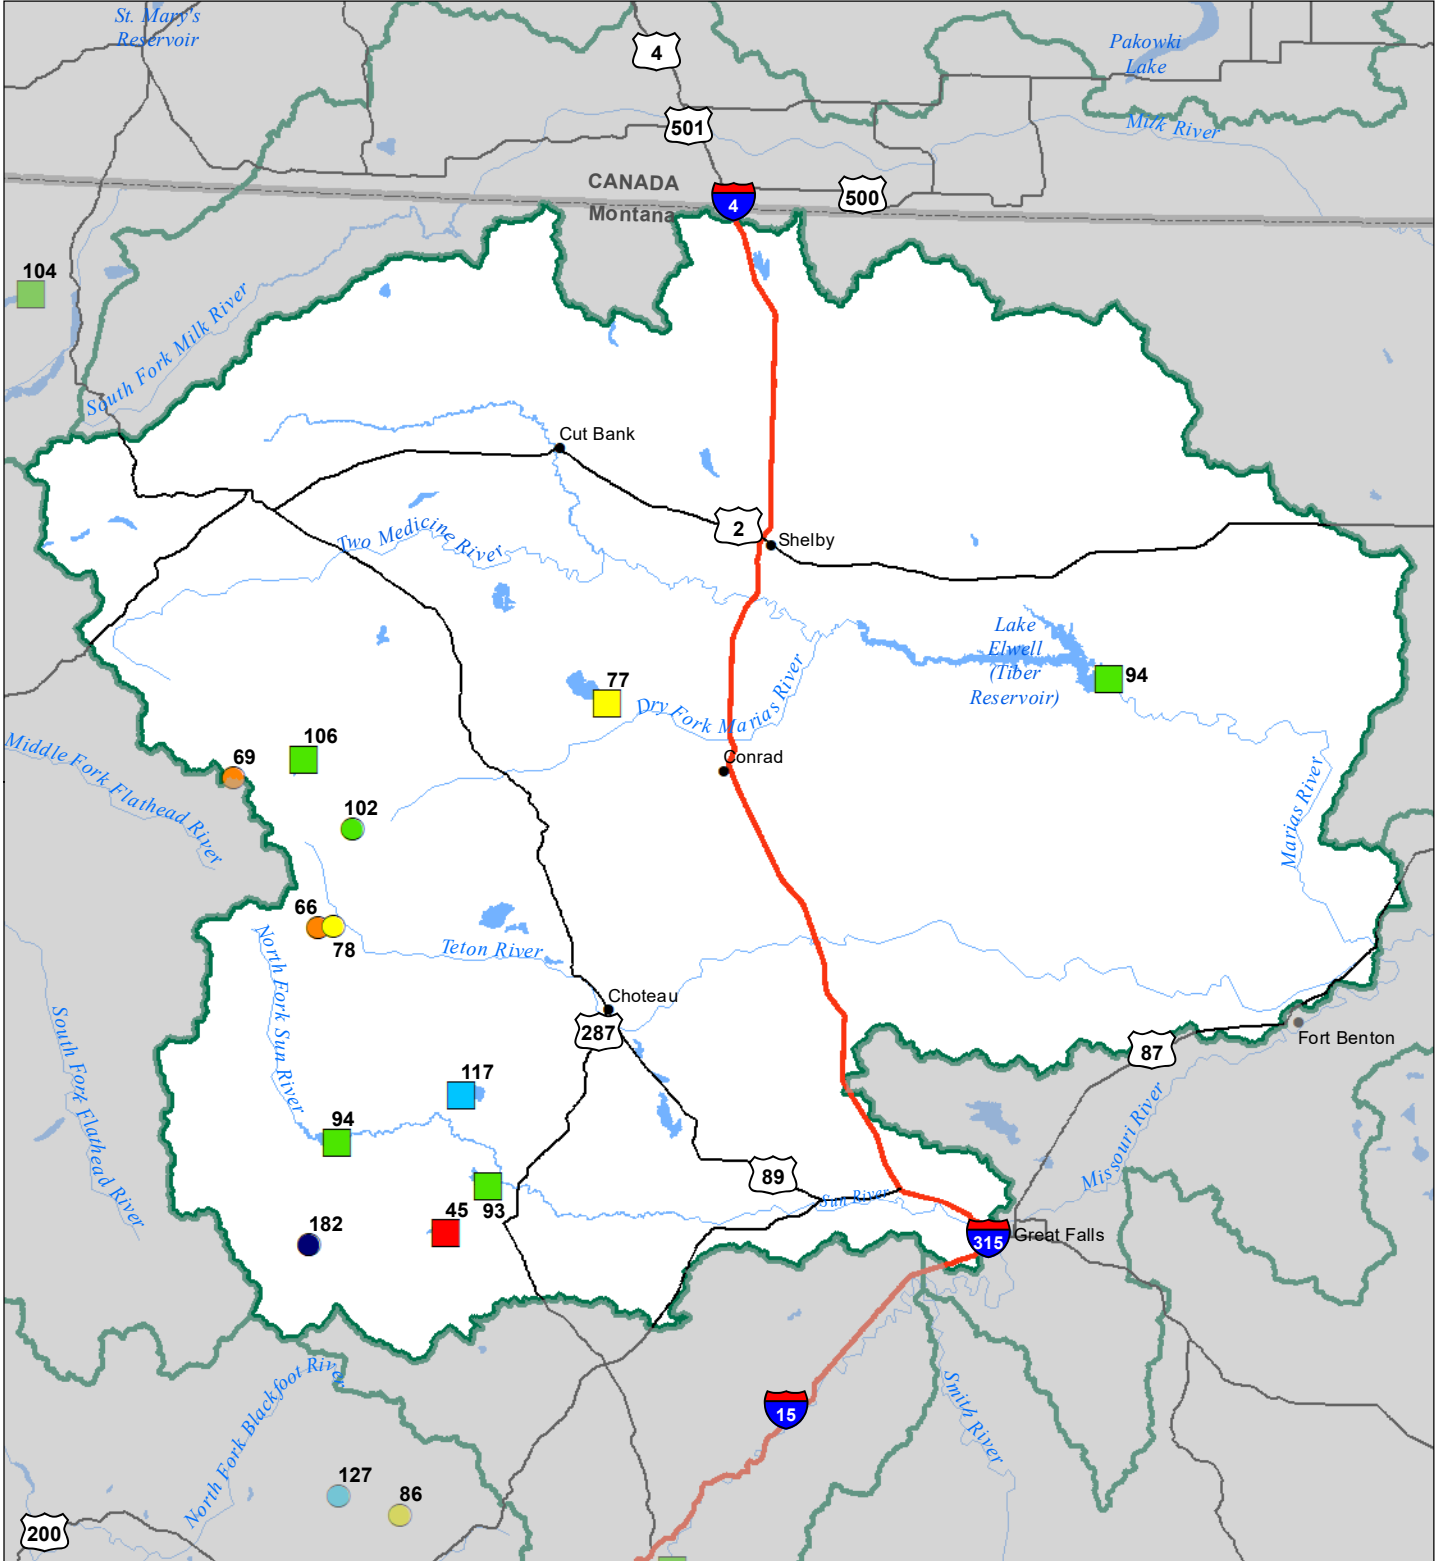 St. Mary's
Reservoir
4
Pakowki
Lake
501
Milk River
CANADA
Montana
4
500
104
South Fork Milk River
Cut Bank
2
Shelby
Two Medicine River
Lake
Elwell
(Tiber
Reservoir)
94
77
Dry Fork Marias River
106
69
Middle Fork Flathead River
Conrad
Marias River
102
66
78
North Fork Sun River
Teton River
Choteau
287
South Fork Flathead River
Fort Benton
87
117
94
Missouri River
89
93
45
Sun River
182
315
Great Falls
North Fork Blackfoot River
Smith River
15
127
86
200